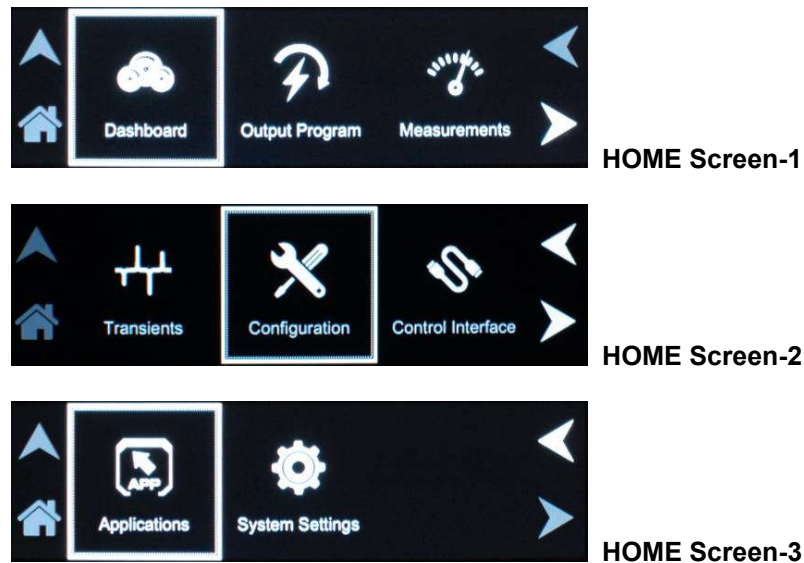 Dashboard
Output Program
Measurements
HOME Screen-1
Transients
Configuration
Control Interface
HOME Screen-2
APP
Applications
System Settings
HOME Screen-3